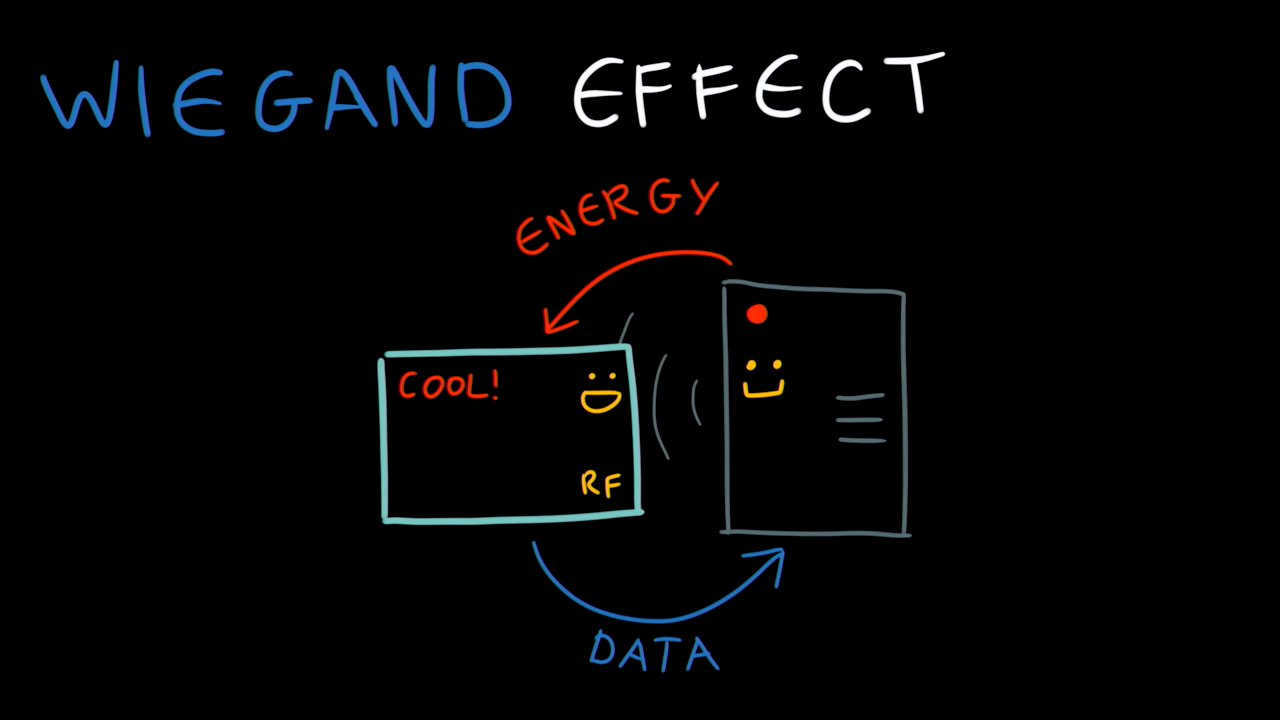 WIEGAND EFFECT
ENERGY
COOL!
RF
DATA